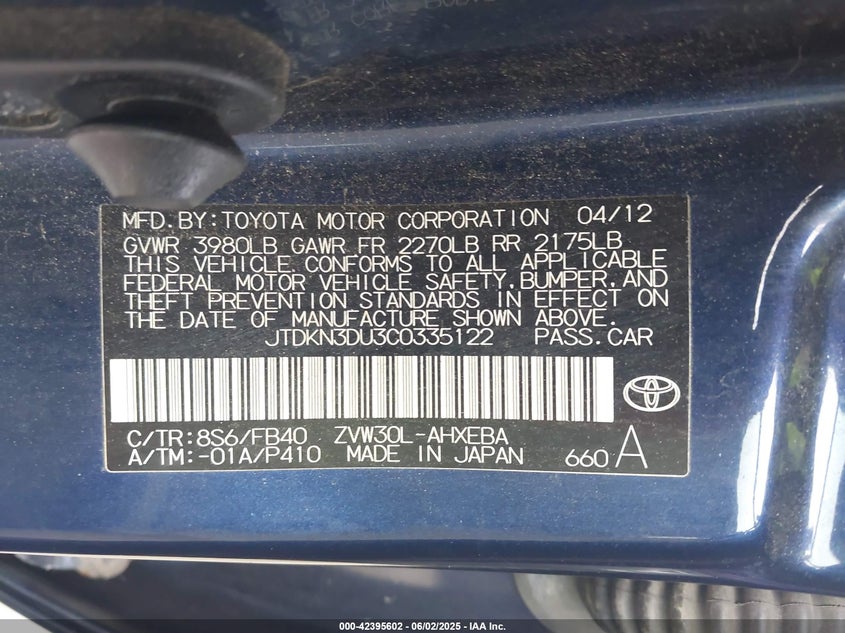 MFD.BY:TOYOTA MOTOR CORPORATION 04/12
GVWR 3980LB GAWR FR 2270LB RR 2175LB
THIS VEHICLE CONFORMS TO ALL APPLICABLE
FEDERAL MOTOR VEHICLE SAFETY,BUMPER,AND
THEFT PREVENTION STANDARDS IN EFFECT ON
THE DATE OF MANUFACTURE SHOWN ABOVE.
JTDKN3DU3C0335122 PASS.CAR
C/TR:8S6/FB40 ZVW30L-AHXEBA
A/TM:-01A/P410 MADE IN JAPAN 660 A
000-42395602 - 06/02/2025 - IAA Inc.